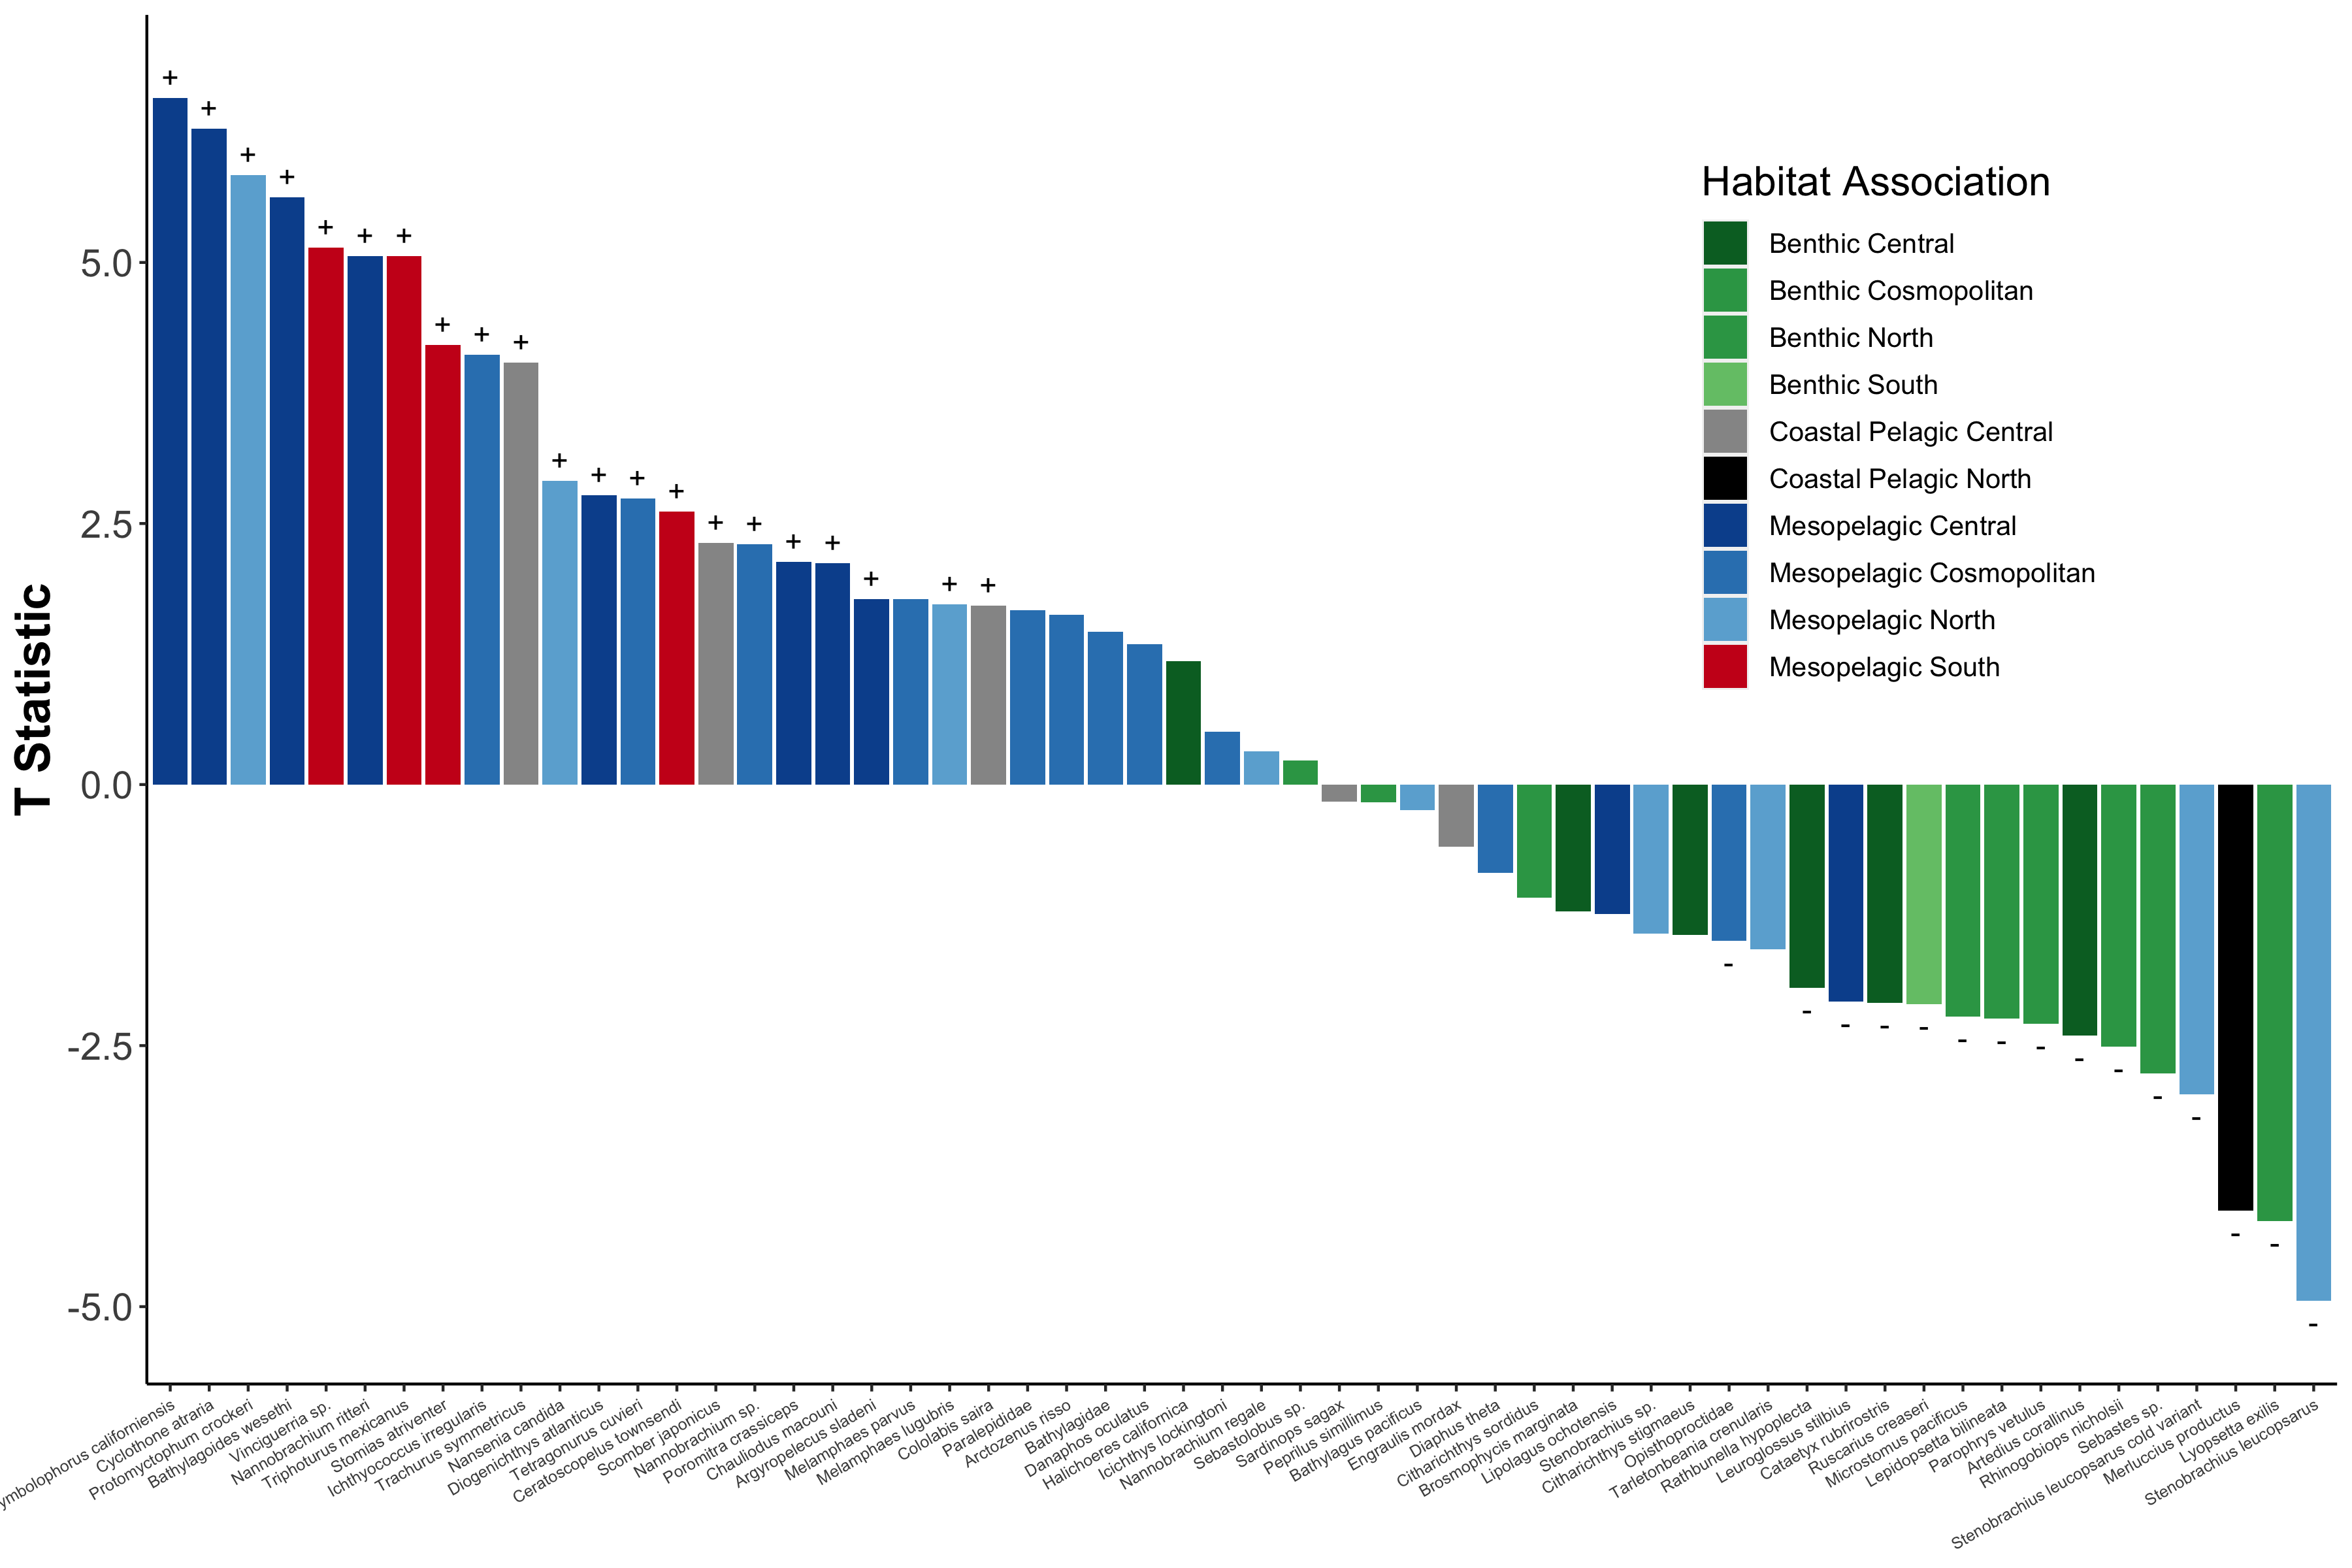 T Statistic
5.0
2.5
0.0
-2.5
-5.0
+ + + + + + + + + + + + + + + + + + + + +
- - - - - - - - - - - - - - -
Habitat Association
Benthic Central
Benthic Cosmopolitan
Benthic North
Benthic South
Coastal Pelagic Central
Coastal Pelagic North
Mesopelagic Central
Mesopelagic Cosmopolitan
Mesopelagic North
Mesopelagic South
ymbolophorus californiensis
Cyclothone atraria
Protomyctophum crockeri
Bathylagoides wesethi
Vinciguerria sp.
Nannobrachium ritteri
Triphoturus mexicanus
Stomias atriventer
Ichthyococcus irregularis
Trachurus symmetricus
Nansenia candida
Diogenichthys atlanticus
Tetragonurus cuvieri
Ceratoscopelus townsendi
Scomber japonicus
Nannobrachium sp.
Poromitra crassiceps
Chauliodus macouni
Argyropelecus sladeni
Melamphaes parvus
Melamphaes lugubris
Cololabis saira
Paralepididae
Arctozenus risso
Bathylagidae
Danaphos oculatus
Halichoeres californica
Icichthys lockingtoni
Nannobrachium regale
Sebastolobus sp.
Sardinops sagax
Peprilus simillimus
Bathylagus pacificus
Engraulis mordax
Diaphus theta
Citharichthys sordidus
Brosmophycis marginata
Lipolagus ochotensis
Stenobrachius sp.
Citharichthys stigmaeus
Opisthoproctidae
Tarletonbeania crenularis
Rathbunella hypoplecta
Leuroglossus stilbius
Cataetyx rubrirostris
Ruscarius creaseri
Microstomus pacificus
Lepidopsetta bilineata
Parophrys vetulus
Artedius corallinus
Rhinogobiops nicholsii
Sebastes sp.
Stenobrachius leucopsarus cold variant
Merluccius productus
Lyopsetta exilis
Stenobrachius leucopsarus